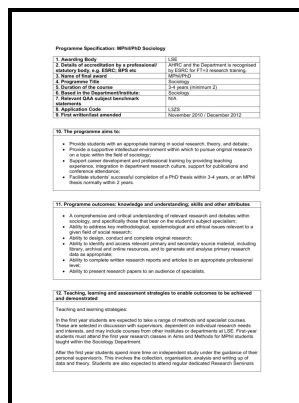 Programme Specification: MPhil/PhD Sociology
1. Awarding Body LSE
2. Details of accreditation by a professional/ AHRC and the Department is recognised
statutory body, e.g. ESRC; BPS etc by ESRC for FT+3 research training.
3. Name of final award MPhil/PhD
4. Programme Title Sociology
5. Duration of the course 3-4 years (minimum 2)
6. Based in the Department/Institute: Sociology
7. Relevant QAA subject benchmark N/A
statements
8. Application Code L3ZS
9. First written/last amended November 2010 / December 2012
10. The programme aims to:
• Provide students with an appropriate training in social research, theory, and debate;
• Provide a supportive intellectual environment within which to pursue original research
on a topic within the field of sociology;
• Support career development and professional training by providing teaching
experience, integration in department research culture, support for publications and
conference attendance;
• Facilitate students' successful completion of a PhD thesis within 3-4 years, or an MPhil
thesis normally within 2 years.
11. Programme outcomes: knowledge and understanding; skills and other attributes
• A comprehensive and critical understanding of relevant research and debates within
sociology, and specifically those that bear on the student's subject specialism;
• Ability to address key methodological, epistemological and ethical issues relevant to a
given field of social research;
• Ability to design, conduct and complete original research;
• Ability to identify and access relevant primary and secondary source material, including
library, archival and online resources, and to generate and analyse primary research
data as appropriate;
• Ability to complete written research reports and articles to an appropriate professional
level;
• Ability to present research papers to an audience of specialists.
12. Teaching, learning and assessment strategies to enable outcomes to be achieved
and demonstrated
Teaching and learning strategies:
In the first year students are expected to take a range of methods and specialist courses.
These are selected in discussion with supervisors, dependent on individual research needs
and interests, and may include courses from other institutes or departments at LSE. First-year
students must attend the first year research classes in Aims and Methods for MPhil students
taught within the Sociology Department.
After the first year students spend more time on independent study under the guidance of their
personal supervisor/s. This involves the collection, organisation, analysis and writing up of
data and theory. Students are also expected to attend regular dedicated Research Seminars